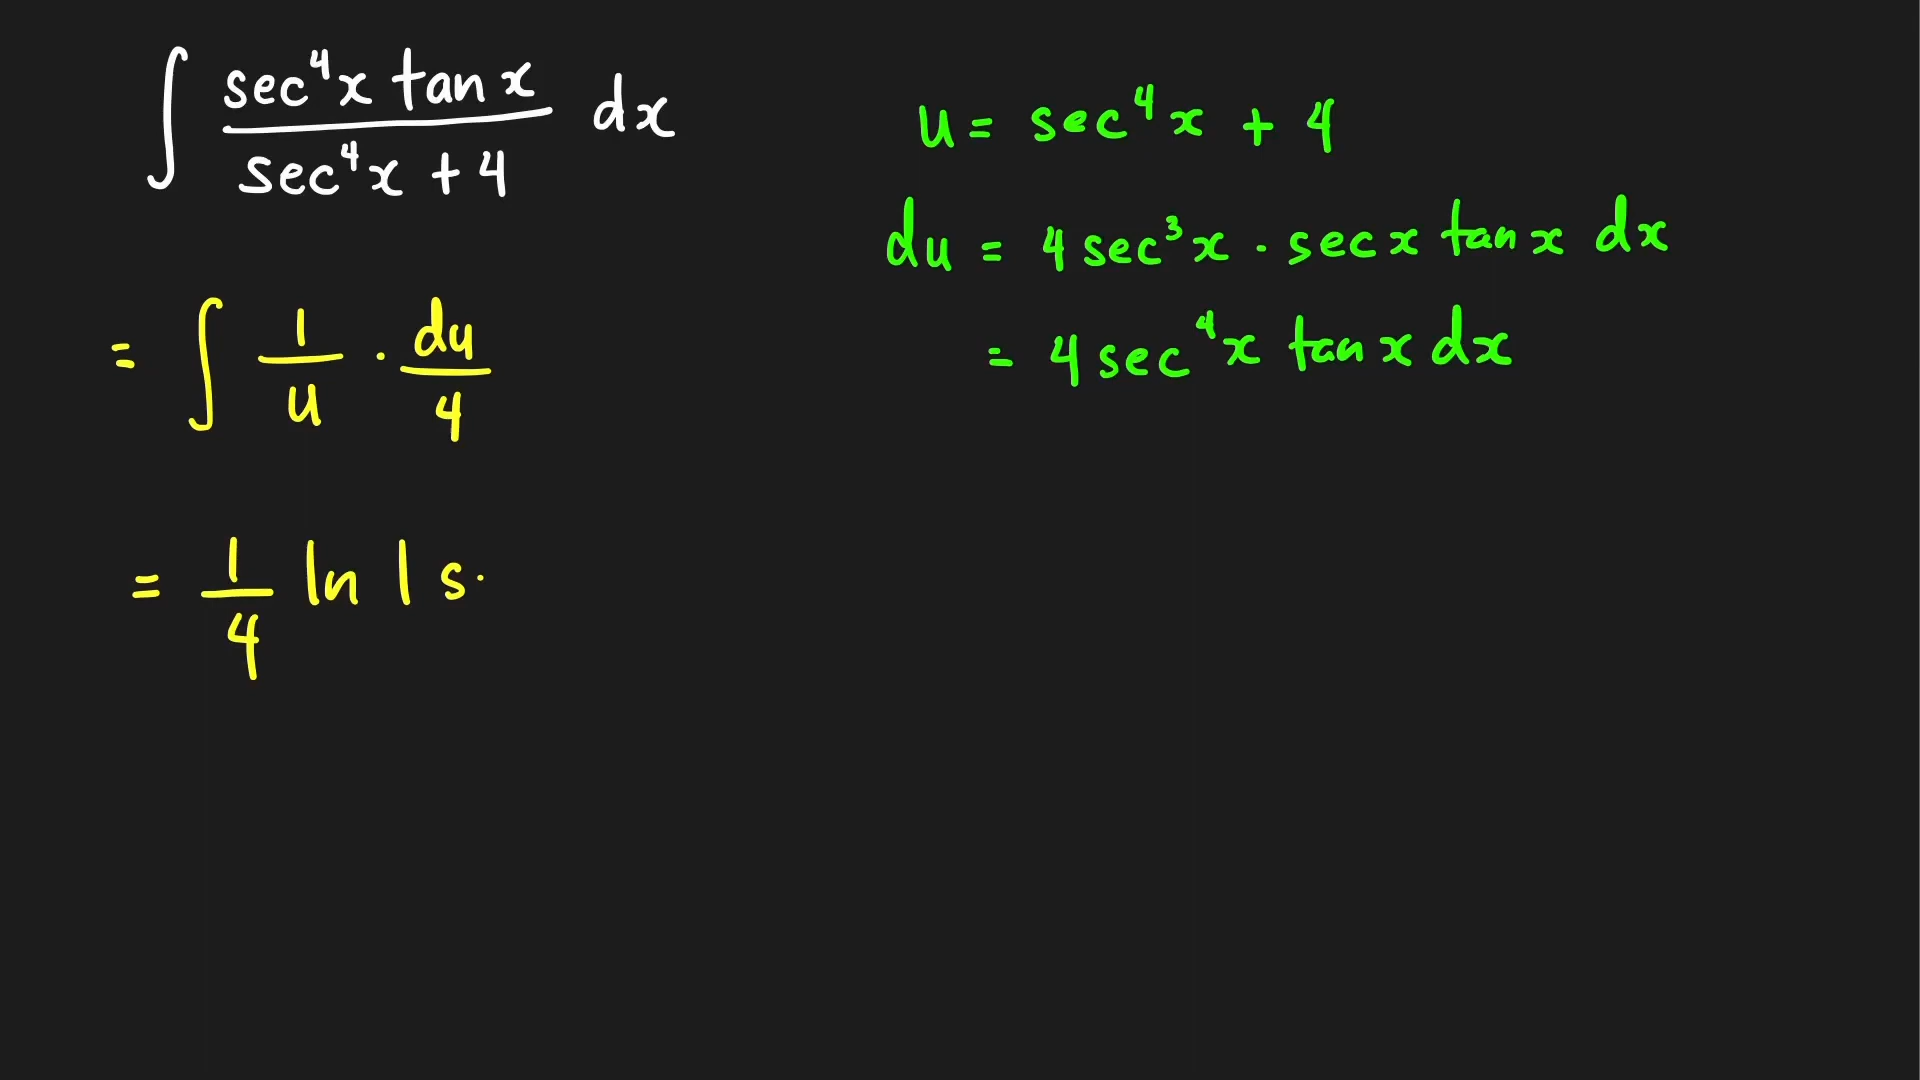 ∫ sec⁴x tan x / sec⁴x + 4 dx
= ∫ 1/u · du/4
= 1/4 ln | s
u = sec⁴x + 4
du = 4 sec³x · sec x tan x dx
= 4 sec⁴x tan x dx